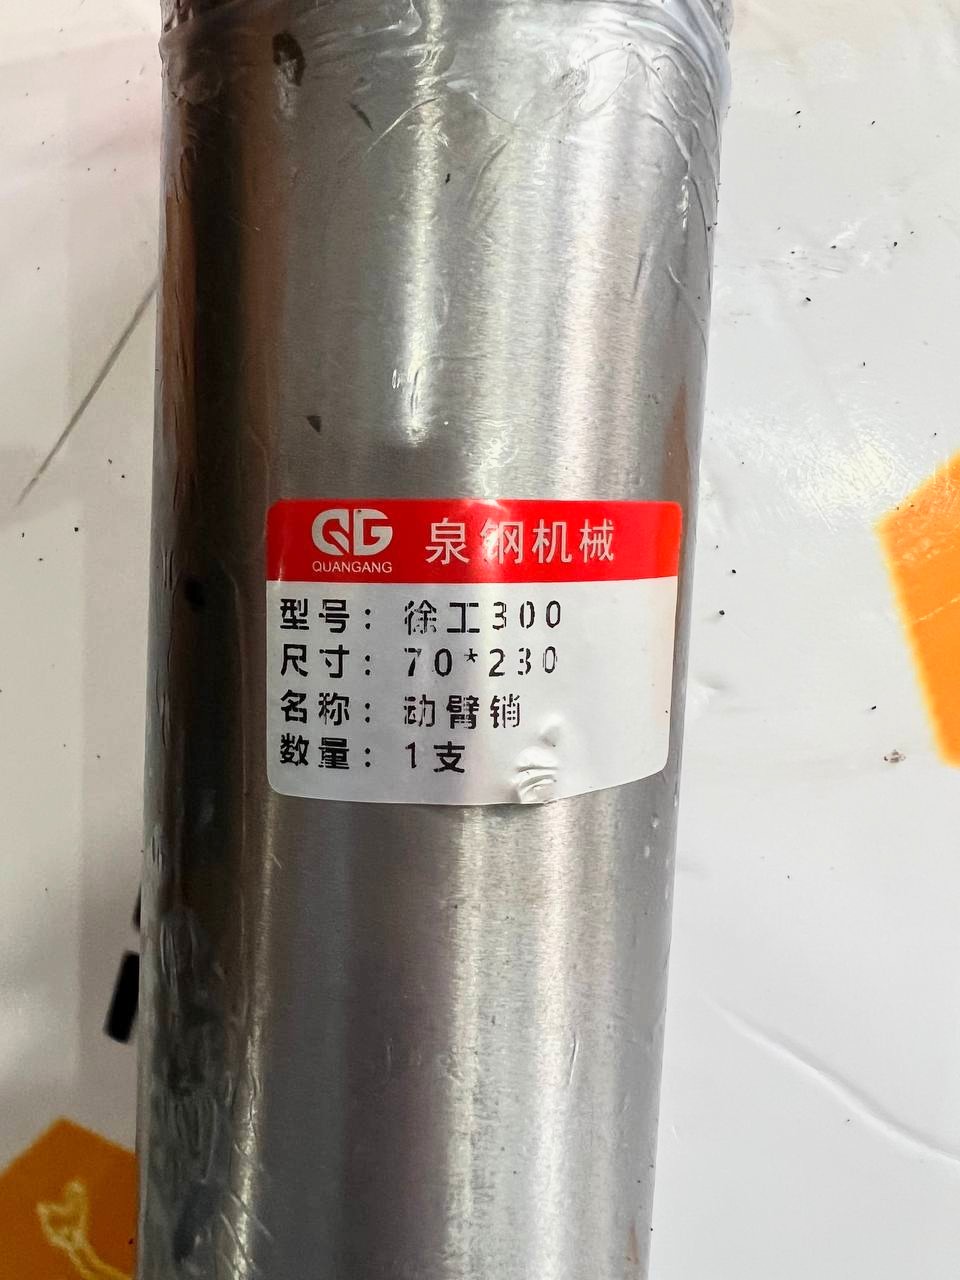 QG 泉钢机械
QUANGANG
型号：徐工300
尺寸：70*230
名称：动臂销
数量：1支